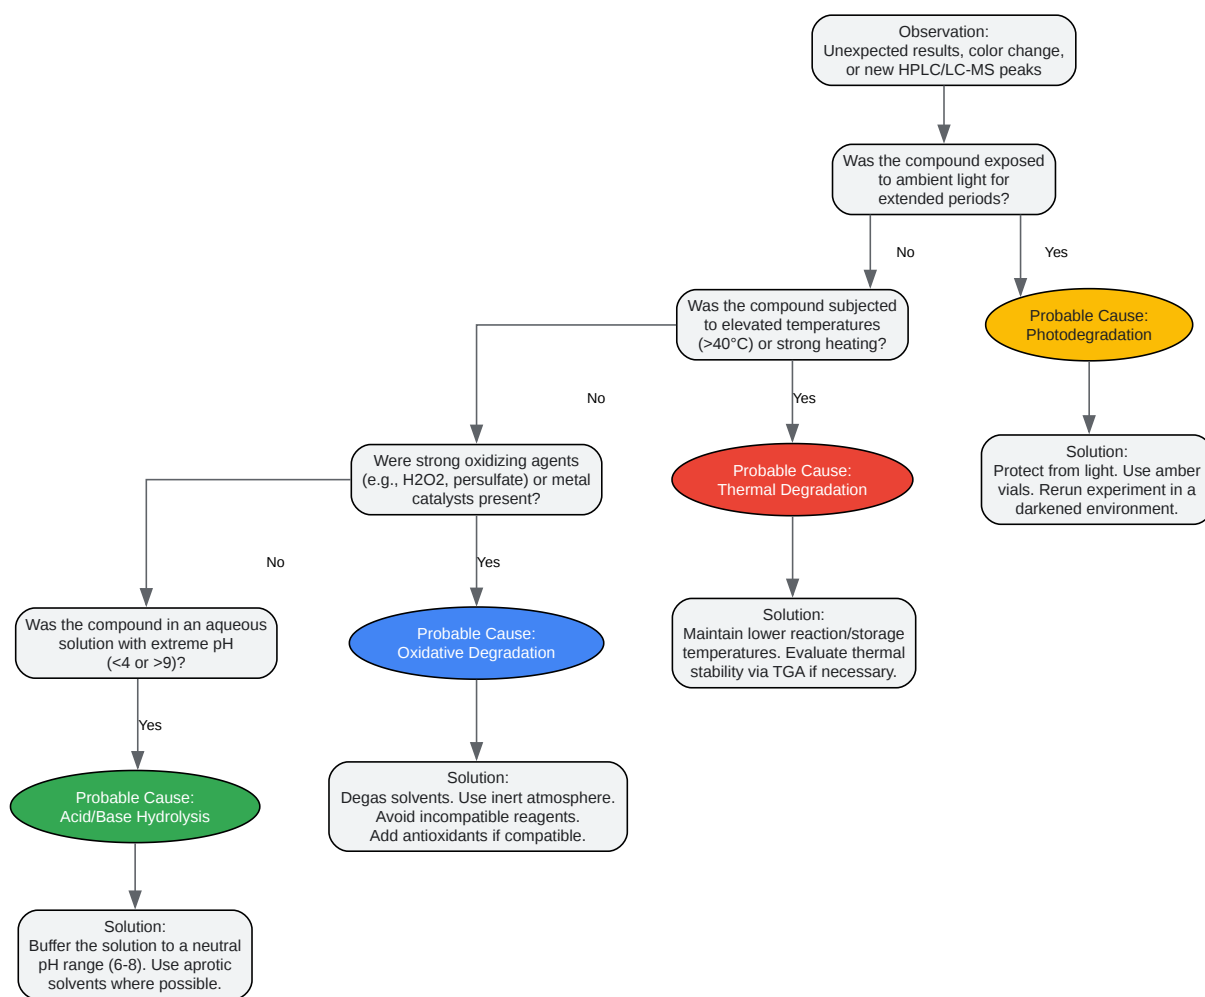 Observation:
Unexpected results, color change,
or new HPLC/LC-MS peaks
Was the compound exposed
to ambient light for
extended periods?
No
Yes
Was the compound subjected
to elevated temperatures
(>40°C) or strong heating?
Probable Cause:
Photodegradation
No
Yes
Solution:
Protect from light. Use amber
vials. Rerun experiment in a
darkened environment.
Were strong oxidizing agents
(e.g., H2O2, persulfate) or metal
catalysts present?
Probable Cause:
Thermal Degradation
No
Yes
Solution:
Maintain lower reaction/storage
temperatures. Evaluate thermal
stability via TGA if necessary.
Was the compound in an aqueous
solution with extreme pH
(<4 or >9)?
Probable Cause:
Oxidative Degradation
Yes
Solution:
Degas solvents. Use inert atmosphere.
Avoid incompatible reagents.
Add antioxidants if compatible.
Probable Cause:
Acid/Base Hydrolysis
Solution:
Buffer the solution to a neutral
pH range (6-8). Use aprotic
solvents where possible.